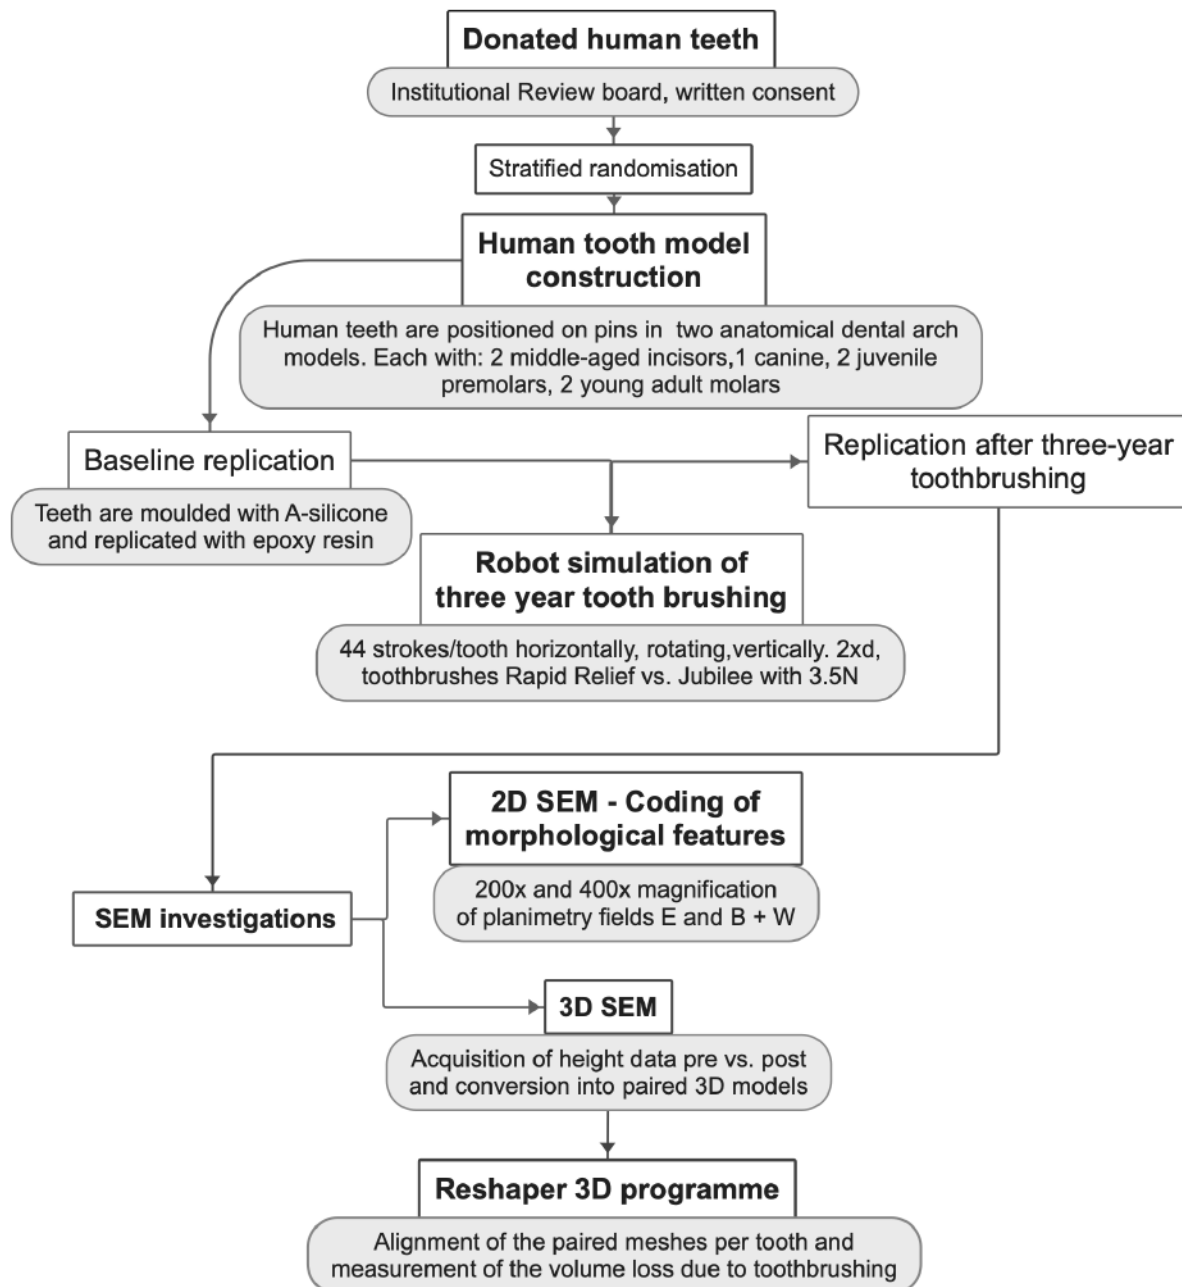 Donated human teeth
Institutional Review board, written consent
Stratified randomisation
Human tooth model
construction
Human teeth are positioned on pins in two anatomical dental arch
models. Each with: 2 middle-aged incisors,1 canine, 2 juvenile
premolars, 2 young adult molars
Baseline replication
Teeth are moulded with A-silicone
and replicated with epoxy resin
Replication after three-year
toothbrushing
Robot simulation of
three year tooth brushing
44 strokes/tooth horizontally, rotating,vertically. 2xd,
toothbrushes Rapid Relief vs. Jubilee with 3.5N
2D SEM - Coding of
morphological features
200x and 400x magnification
of planimetry fields E and B + W
SEM investigations
3D SEM
Acquisition of height data pre vs. post
and conversion into paired 3D models
Reshaper 3D programme
Alignment of the paired meshes per tooth and
measurement of the volume loss due to toothbrushing